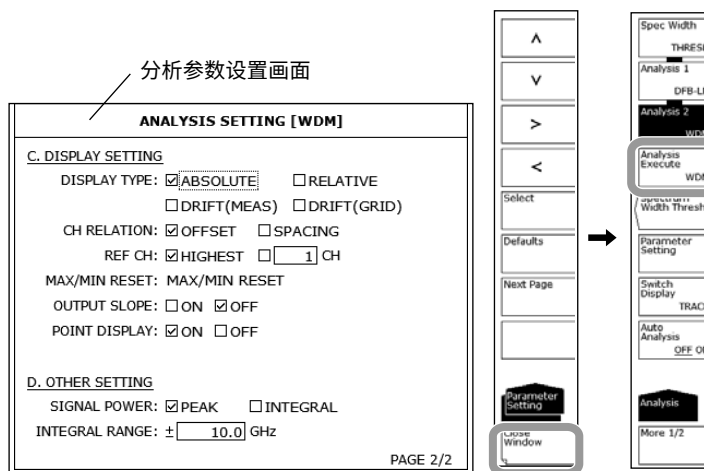 分析参数设置画面
ANALYSIS SETTING [WDM]
C. DISPLAY SETTING
DISPLAY TYPE: ABSOLUTE RELATIVE
DRIFT(MEAS) DRIFT(GRID)
CH RELATION: OFFSET SPACING
REF CH: HIGHEST 1 CH
MAX/MIN RESET: MAX/MIN RESET
OUTPUT SLOPE: ON OFF
POINT DISPLAY: ON OFF
D. OTHER SETTING
SIGNAL POWER: PEAK INTEGRAL
INTEGRAL RANGE: ± 10.0 GHz
PAGE 2/2
∧
∨
>
<
Select
Defaults
Next Page
Parameter
Setting
Close
Window
Spec Width
Analysis 1
Analysis 2
Analysis
Execute
Spectrum
Parameter
Setting
Switch
Display
Auto
Analysis
OFF
Analysis
More 1/2